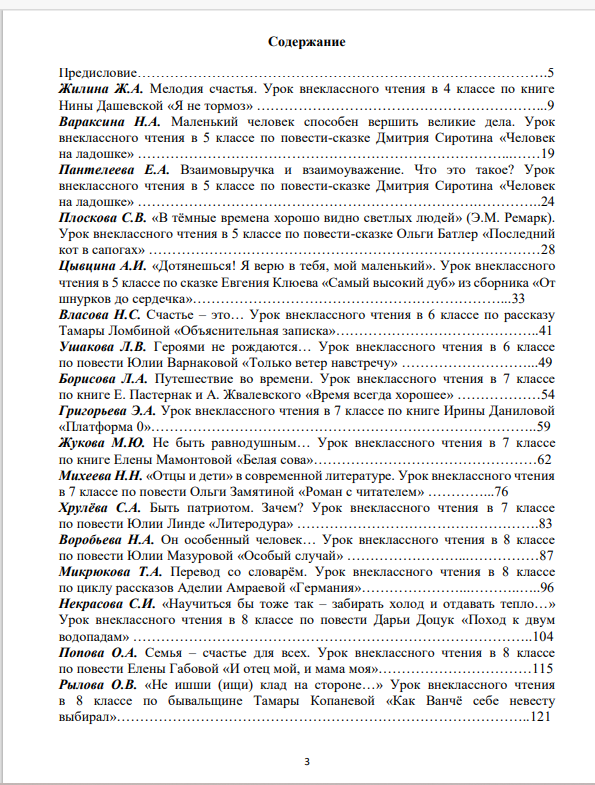 Содержание
Предисловие…………………………………………………………………….5
Жилина Ж.А. Мелодия счастья. Урок внеклассного чтения в 4 классе по книге
Нины Дашевской «Я не тормоз» …………………………………………...9
Вараксина Н.А. Маленький человек способен вершить великие дела. Урок
внеклассного чтения в 5 классе по повести-сказке Дмитрия Сиротина «Человек
на ладошке» ……………………………………………………………...……19
Пантелеева Е.А. Взаимовыручка и взаимоуважение. Что это такое? Урок
внеклассного чтения в 5 классе по повести-сказке Дмитрия Сиротина «Человек
на ладошке» …………………………………………………………………….24
Плоскова С.В. «В тёмные времена хорошо видно светлых людей» (Э.М. Ремарк).
Урок внеклассного чтения в 5 классе по повести-сказке Ольги Батлер «Последний
кот в сапогах» …………………………………………………………………28
Цывцина А.И. «Дотянешься! Я верю в тебя, мой маленький». Урок внеклассного
чтения в 5 классе по сказке Евгения Клюева «Самый высокий дуб» из сборника «От
шнурков до сердечка»……………………………………………...…33
Власова Н.С. Счастье – это… Урок внеклассного чтения в 6 классе по рассказу
Тамары Ломбиной «Объяснительная записка»………………………………..41
Ушакова Л.В. Героями не рождаются… Урок внеклассного чтения в 6 классе
по повести Юлии Варнаковой «Только ветер навстречу» ……………………...49
Борисова Л.А. Путешествие во времени. Урок внеклассного чтения в 7 классе
по книге Е. Пастернак и А. Жвалевского «Время всегда хорошее» ……………54
Григорьева Э.А. Урок внеклассного чтения в 7 классе по книге Ирины Даниловой
«Платформа 0»………………………………………………………………..59
Жукова М.Ю. Не быть равнодушным… Урок внеклассного чтения в 7 классе
по книге Елены Мамонтовой «Белая сова»……………………………………62
Михеева Н.Н. «Отцы и дети» в современной литературе. Урок внеклассного чтения
в 7 классе по повести Ольги Замятиной «Роман с читателем» …………...76
Хрулёва С.А. Быть патриотом. Зачем? Урок внеклассного чтения в 7 классе
по повести Юлии Линде «Литеродура» ………………………………………..83
Воробьева Н.А. Он особенный человек… Урок внеклассного чтения в 8 классе
по повести Юлии Мазуровой «Особый случай» …………………...…………..87
Микрюкова Т.А. Перевод со словарём. Урок внеклассного чтения в 8 классе
по циклу рассказов Аделии Амраевой «Германия»…………………..………….…..96
Некрасова С.И. «Научиться бы тоже так – забирать холод и отдавать тепло…»
Урок внеклассного чтения в 8 классе по повести Дарьи Доцук «Поход к двум
водопадам» …………………………………………………………………..104
Попова О.А. Семья – счастье для всех. Урок внеклассного чтения в 8 классе
по повести Елены Габовой «И отец мой, и мама моя»…………………………115
Рылова О.В. «Не ишши (ищи) клад на стороне…» Урок внеклассного чтения
в 8 классе по бывальщине Тамары Копаневой «Как Ванчё себе невесту
выбирал»……………………………………………………………………..121
3